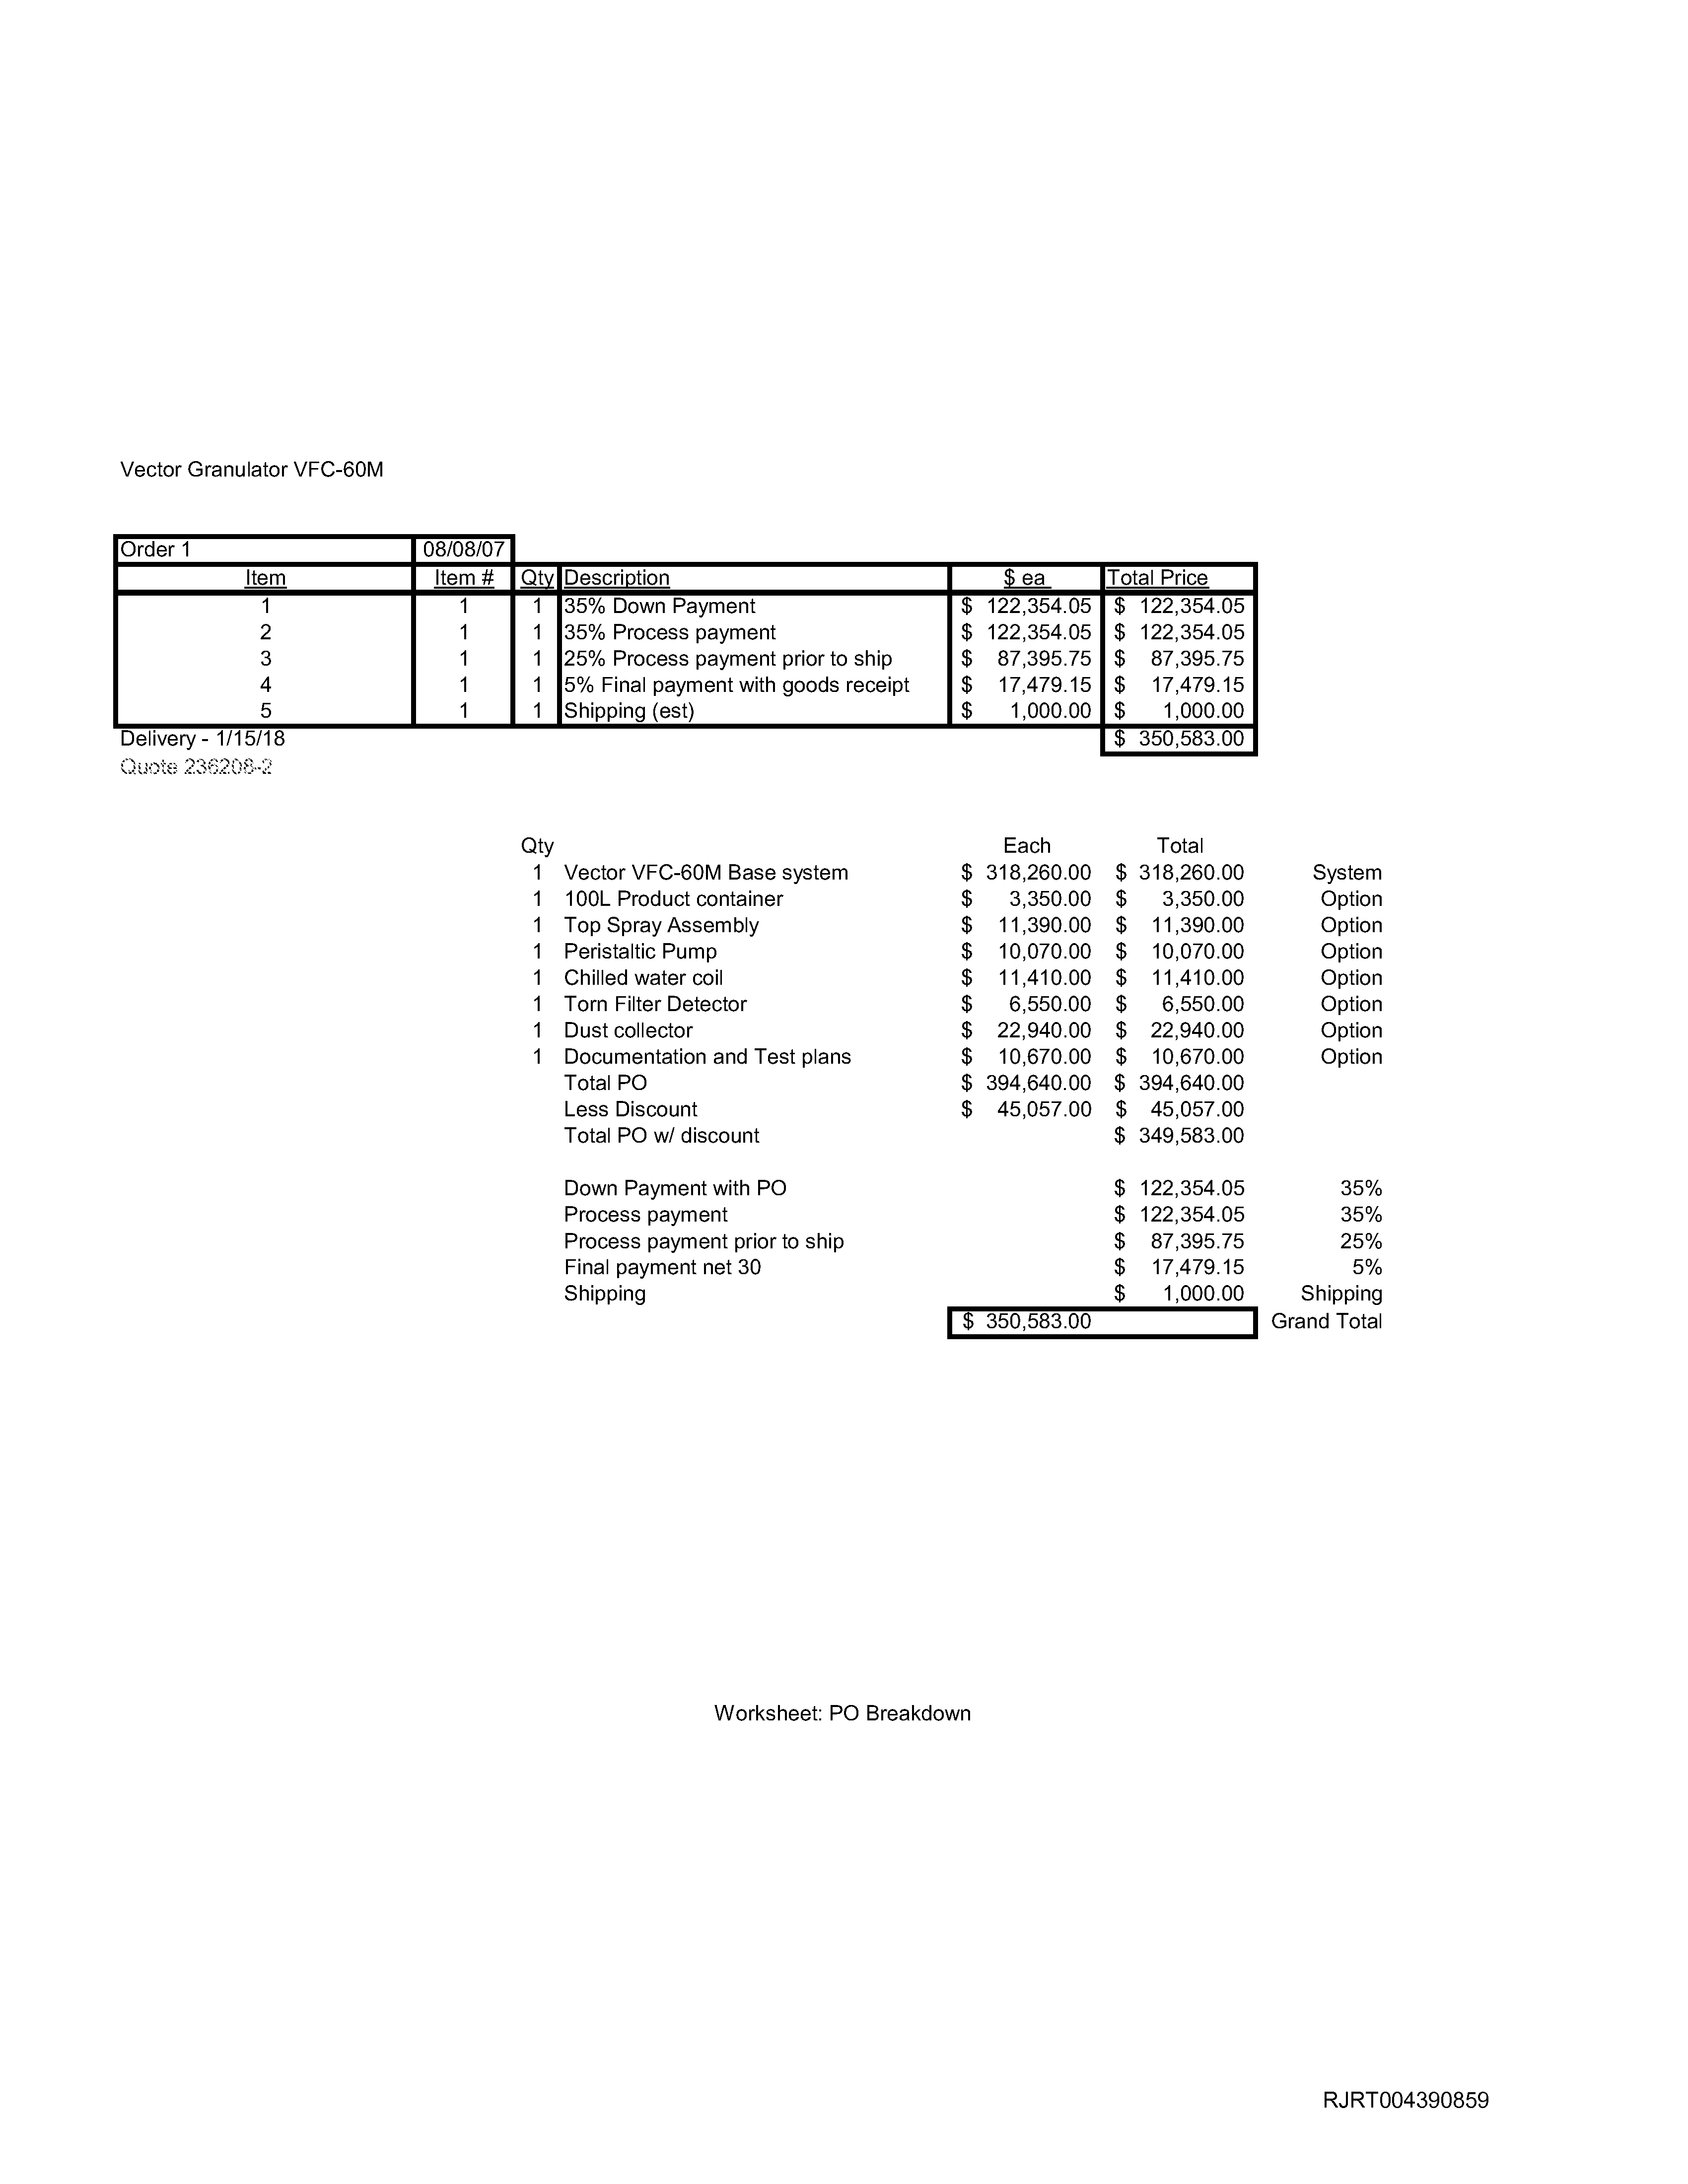 Vector Granulator VFC-60M
Order 1 08/08/07
Item Item # Qty Description $ ea Total Price
1 1 1 35% Down Payment $ 122,354.05 $ 122,354.05
2 1 1 35% Process payment $ 122,354.05 $ 122,354.05
3 1 1 25% Process payment prior to ship $ 87,395.75 $ 87,395.75
4 1 1 5% Final payment with goods receipt $ 17,479.15 $ 17,479.15
5 1 1 Shipping (est) $ 1,000.00 $ 1,000.00
Delivery - 1/15/18 $ 350,583.00
Quote 236208-2
Qty Each Total
1 Vector VFC-60M Base system $ 318,260.00 $ 318,260.00 System
1 100L Product container $ 3,350.00 $ 3,350.00 Option
1 Top Spray Assembly $ 11,390.00 $ 11,390.00 Option
1 Peristaltic Pump $ 10,070.00 $ 10,070.00 Option
1 Chilled water coil $ 11,410.00 $ 11,410.00 Option
1 Torn Filter Detector $ 6,550.00 $ 6,550.00 Option
1 Dust collector $ 22,940.00 $ 22,940.00 Option
1 Documentation and Test plans $ 10,670.00 $ 10,670.00 Option
Total PO $ 394,640.00 $ 394,640.00
Less Discount $ 45,057.00 $ 45,057.00
Total PO w/ discount $ 349,583.00
Down Payment with PO $ 122,354.05 35%
Process payment $ 122,354.05 35%
Process payment prior to ship $ 87,395.75 25%
Final payment net 30 $ 17,479.15 5%
Shipping $ 1,000.00 Shipping
$ 350,583.00 Grand Total
Worksheet: PO Breakdown
RJRT004390859